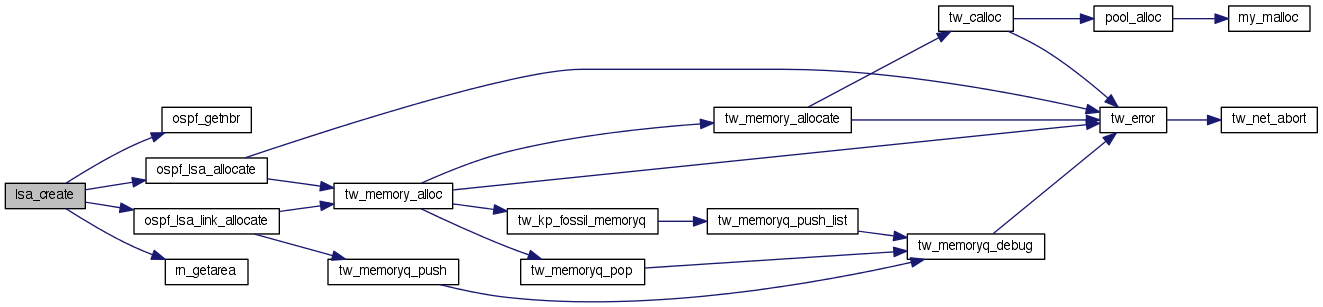 lsa_create
ospf_getnbr
ospf_lsa_allocate
ospf_lsa_link_allocate
rn_getarea
tw_memory_alloc
tw_memoryq_push
tw_kp_fossil_memoryq
tw_memoryq_pop
tw_memory_allocate
tw_memoryq_push_list
tw_calloc
tw_memoryq_debug
pool_alloc
tw_error
my_malloc
tw_net_abort